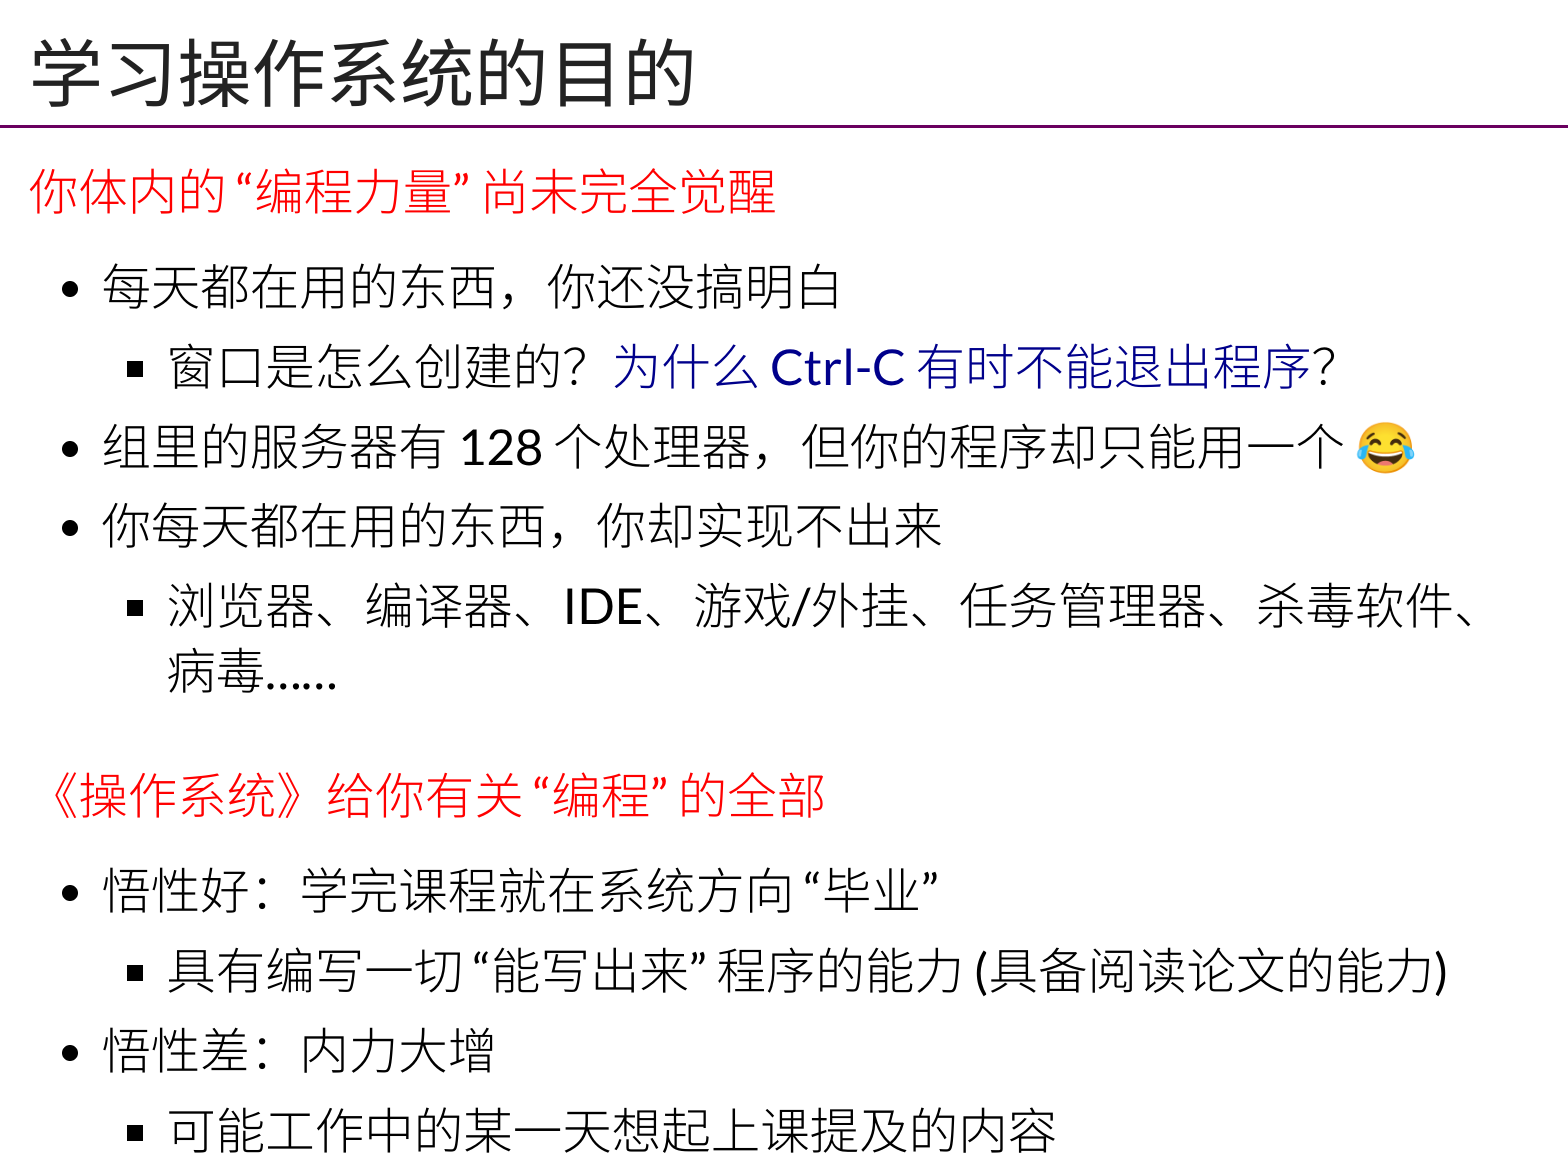 学习操作系统的目的
你体内的 “编程力量” 尚未完全觉醒
• 每天都在用的东西，你还没搞明白
▪ 窗口是怎么创建的？为什么 Ctrl-C 有时不能退出程序？
• 组里的服务器有 128 个处理器，但你的程序却只能用一个 😂
• 你每天都在用的东西，你却实现不出来
▪ 浏览器、编译器、IDE、游戏/外挂、任务管理器、杀毒软件、
病毒……
《操作系统》给你有关 “编程” 的全部
• 悟性好：学完课程就在系统方向 “毕业”
▪ 具有编写一切 “能写出来” 程序的能力 (具备阅读论文的能力)
• 悟性差：内力大增
▪ 可能工作中的某一天想起上课提及的内容